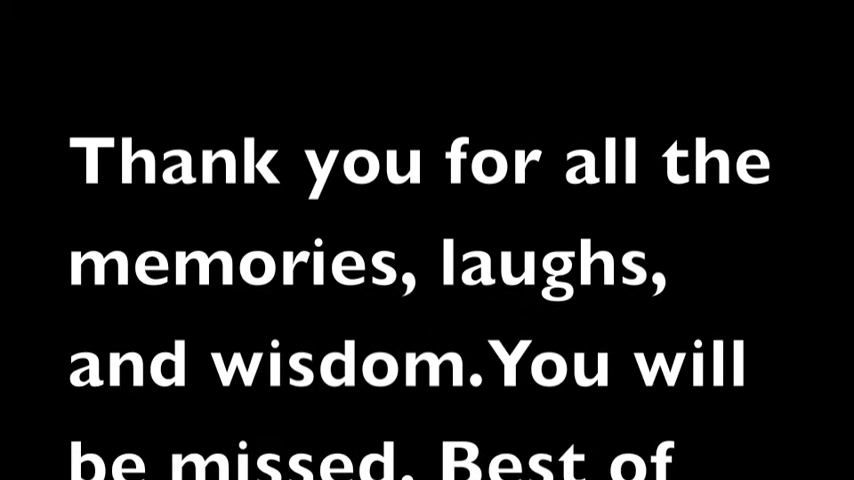 Thank you for all the
memories, laughs,
and wisdom. You will
be missed. Best of